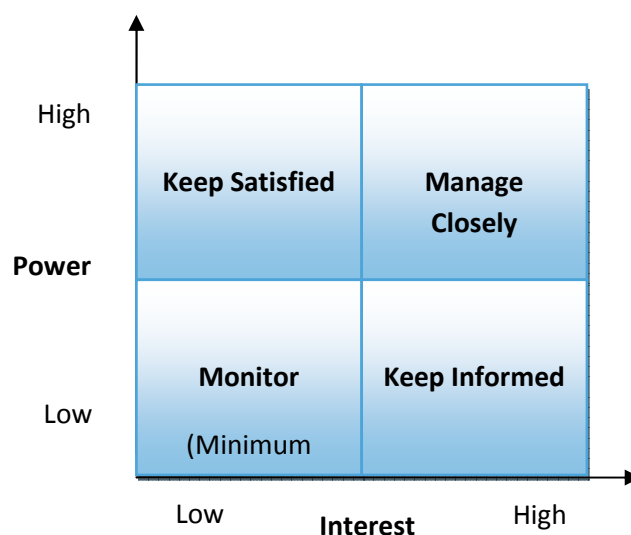 High
Keep Satisfied
Manage
Closely
Power
Monitor
Keep Informed
Low
(Minimum
Low
Interest
High